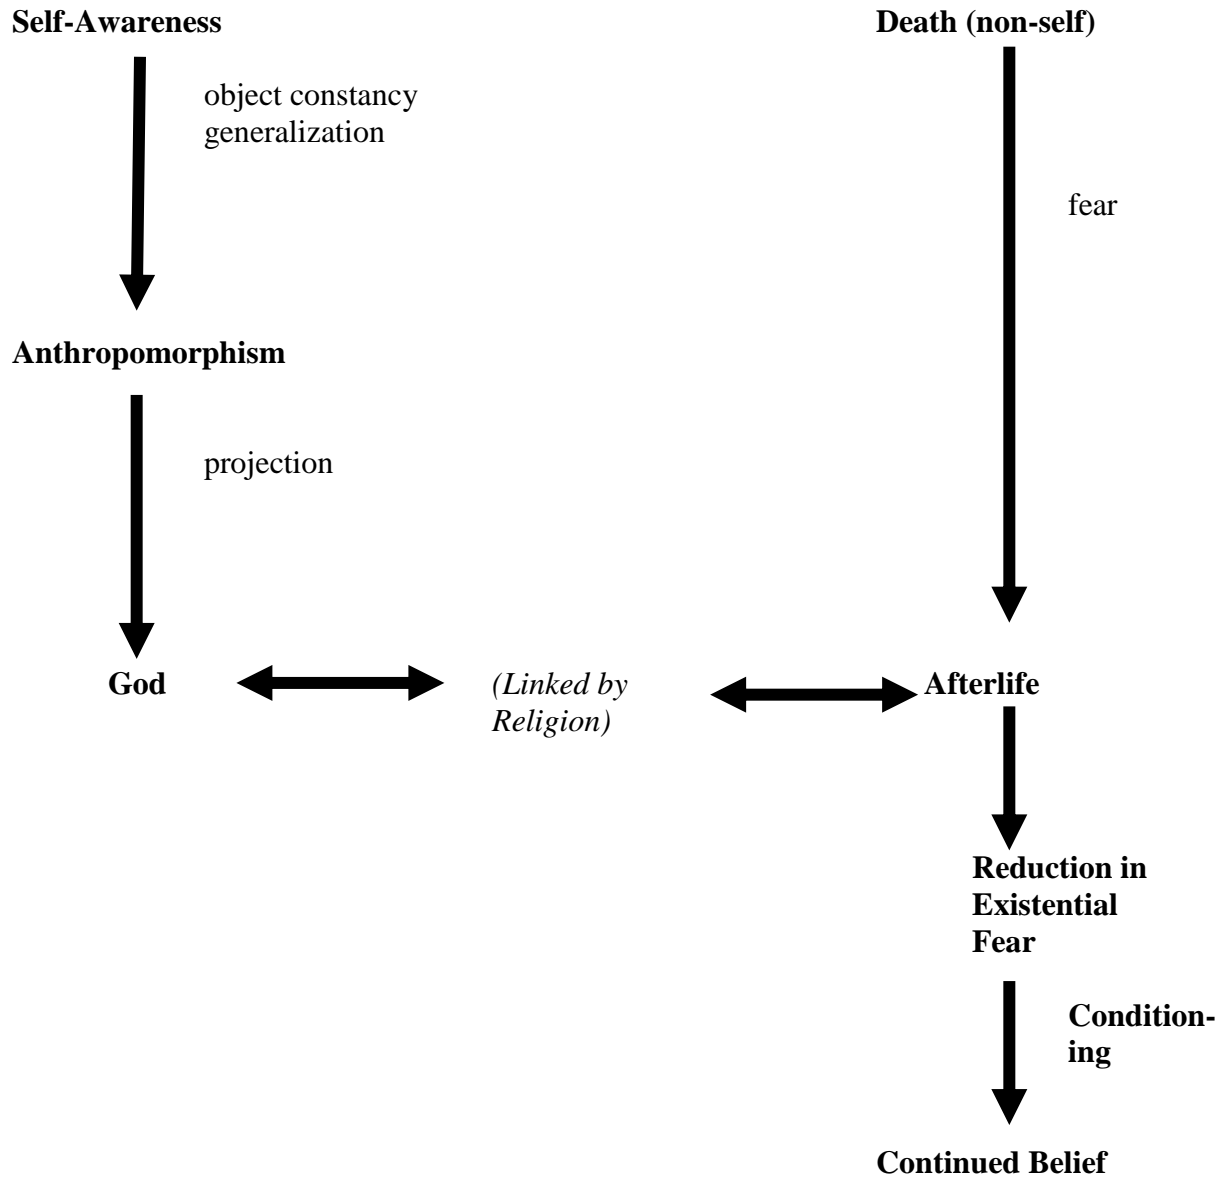 Self-Awareness
Death (non-self)
object constancy
generalization
fear
Anthropomorphism
projection
God
(Linked by
Religion)
Afterlife
Reduction in
Existential
Fear
Condition-
ing
Continued Belief